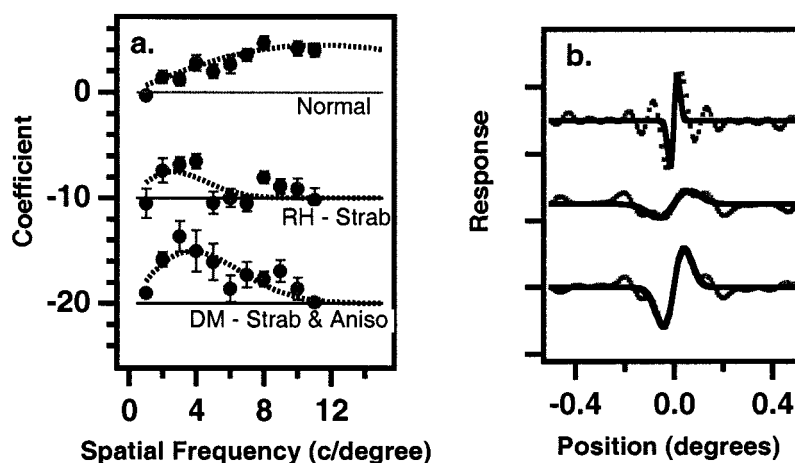 a.
0
Normal
-10
RH - Strab
-20
DM - Strab & Aniso
Coefficient
0 4 8 12
Spatial Frequency (c/degree)
b.
Response
-0.4 0.0 0.4
Position (degrees)